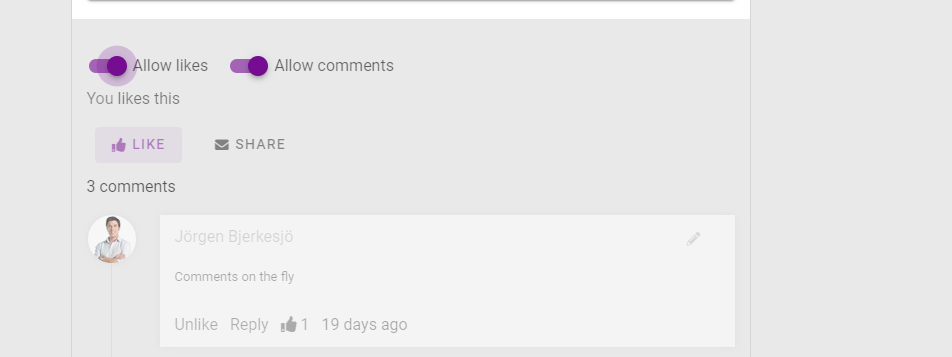 Allow likes Allow comments
You likes this
LIKE SHARE
3 comments
Jörgen Bjerkesjö
Comments on the fly
Unlike Reply 1 19 days ago